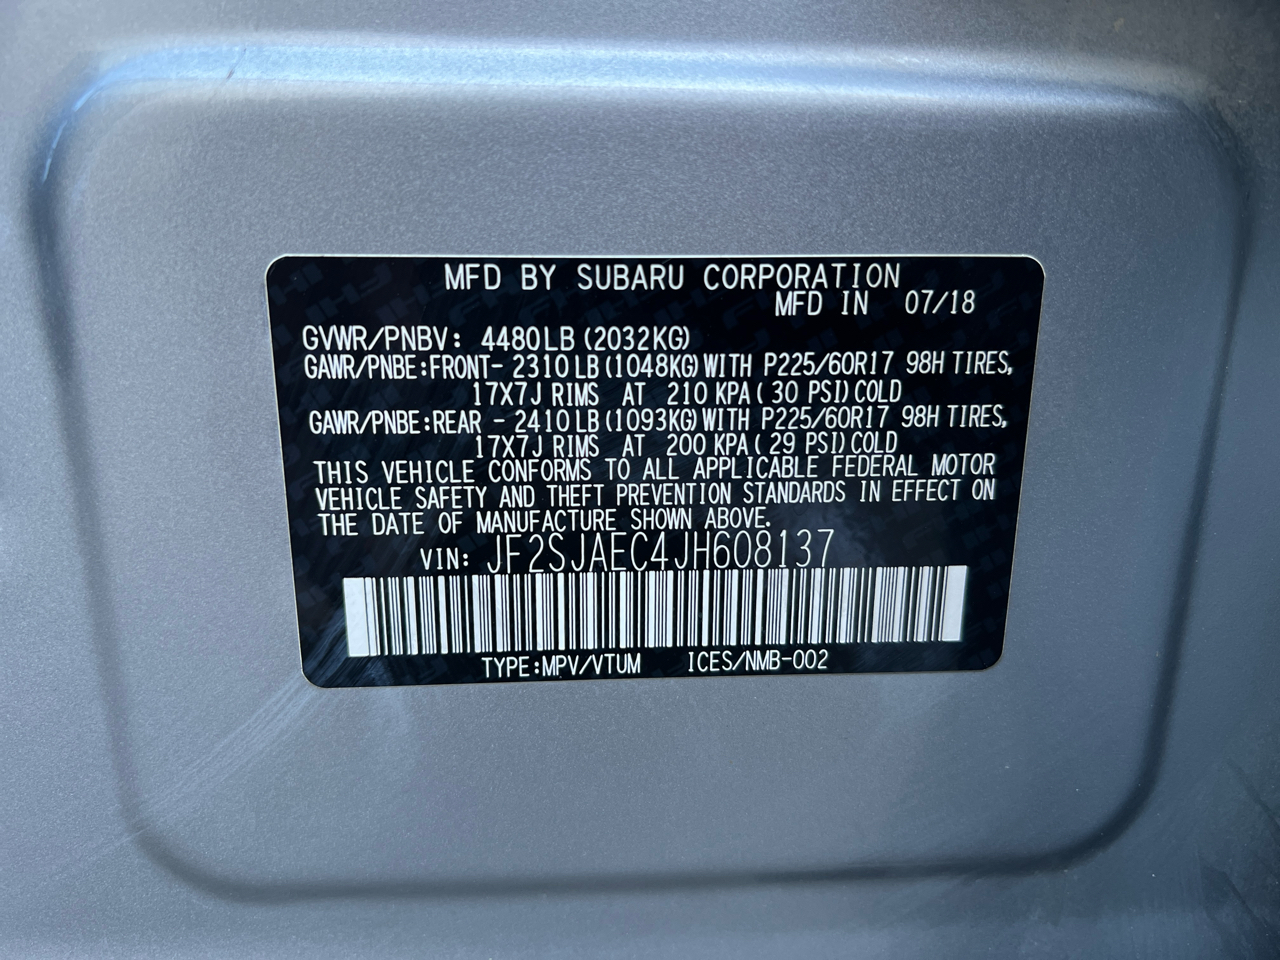 MFD BY SUBARU CORPORATION
MFD IN 07/18
GVWR/PNBV: 4480LB (2032KG)
GAWR/PNBE:FRONT- 2310LB (1048KG) WITH P225/60R17 98H TIRES,
17X7J RIMS AT 210 KPA( 30 PSI)COLD
GAWR/PNBE:REAR - 2410LB (1093KG) WITH P225/60R17 98H TIRES,
17X7J RIMS AT 200 KPA( 29 PSI)COLD
THIS VEHICLE CONFORMS TO ALL APPLICABLE FEDERAL MOTOR
VEHICLE SAFETY AND THEFT PREVENTION STANDARDS IN EFFECT ON
THE DATE OF MANUFACTURE SHOWN ABOVE.
VIN: JF2SJAEC4JH608137
TYPE:MPV/VTUM ICES/NMB-002